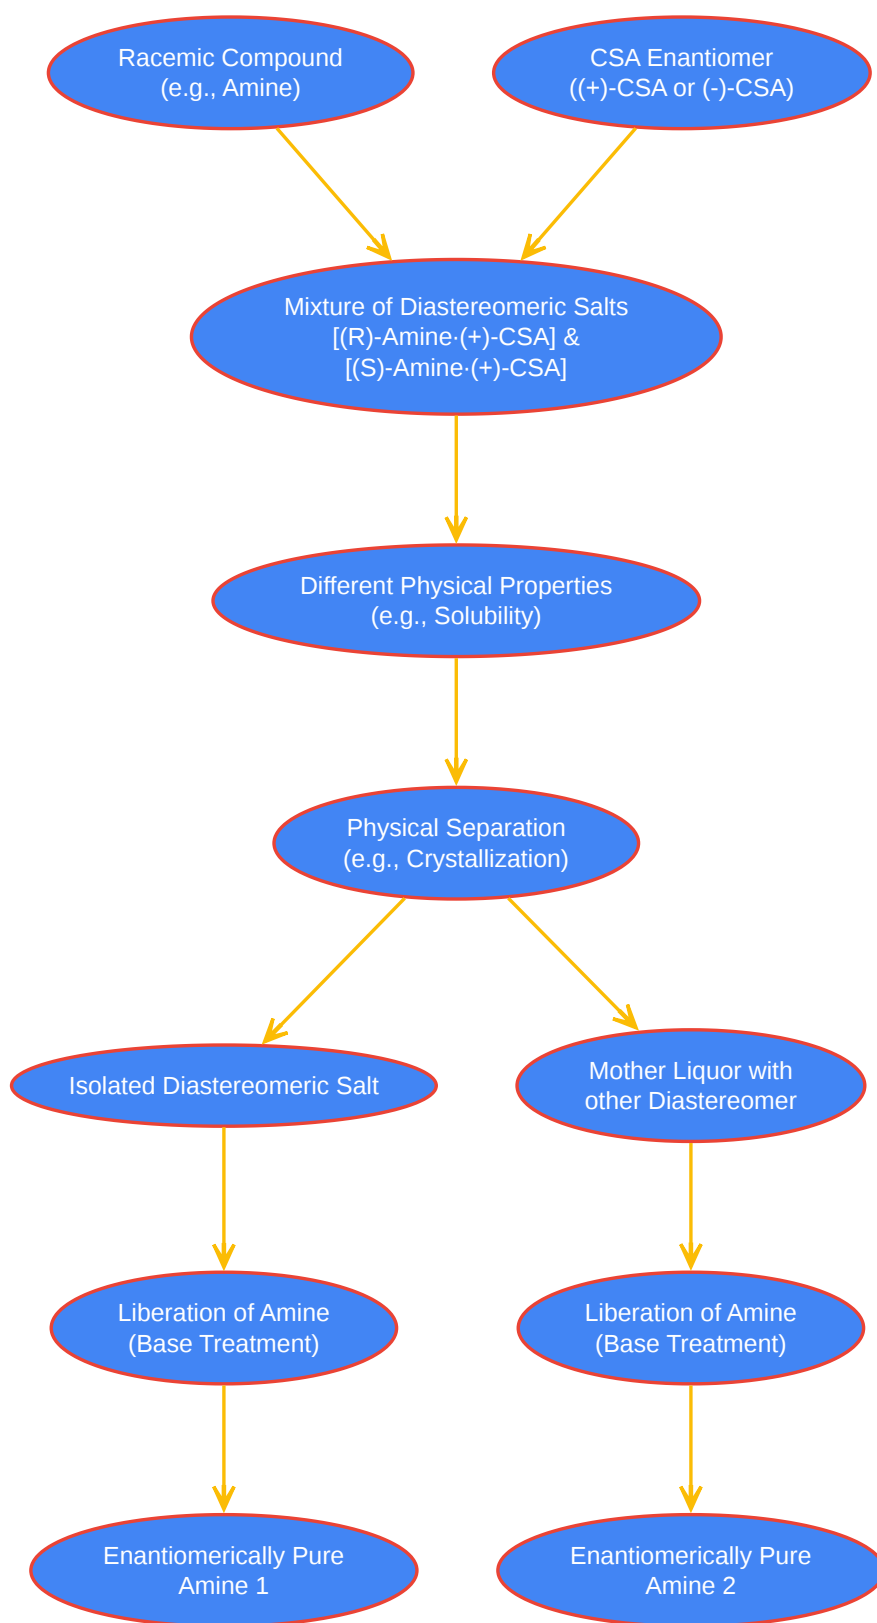 Racemic Compound
(e.g., Amine)
CSA Enantiomer
((+)-CSA or (-)-CSA)
Mixture of Diastereomeric Salts
[(R)-Amine·(+)-CSA] &
[(S)-Amine·(+)-CSA]
Different Physical Properties
(e.g., Solubility)
Physical Separation
(e.g., Crystallization)
Isolated Diastereomeric Salt
Mother Liquor with
other Diastereomer
Liberation of Amine
(Base Treatment)
Liberation of Amine
(Base Treatment)
Enantiomerically Pure
Amine 1
Enantiomerically Pure
Amine 2